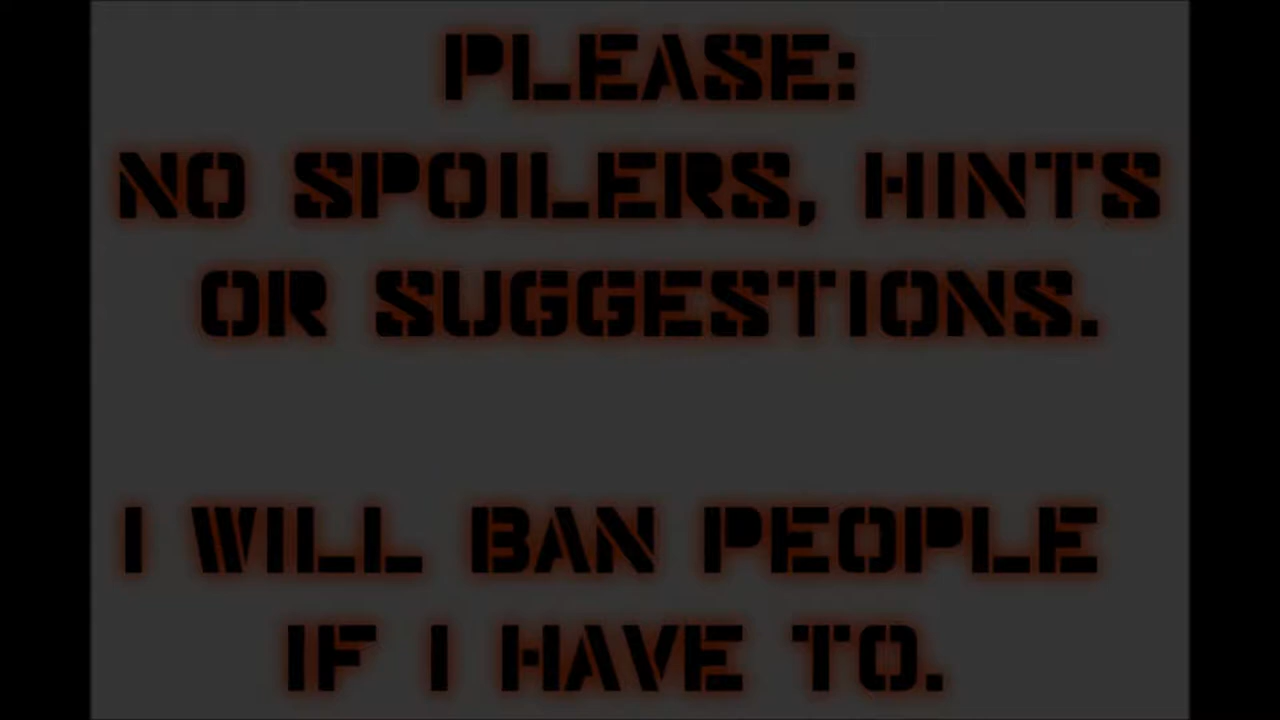 PLEASE:
NO SPOILERS, HINTS
OR SUGGESTIONS.
I WILL BAN PEOPLE
IF I HAVE TO.